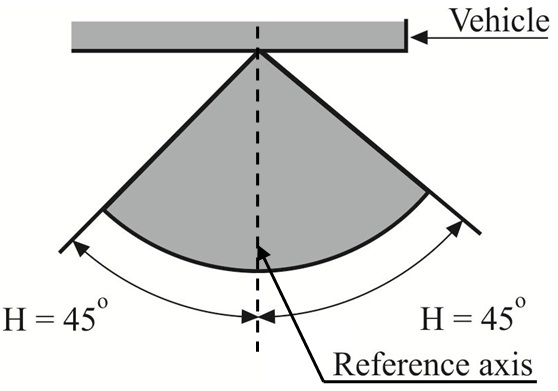 Vehicle
H = 45°
H = 45°
Reference axis